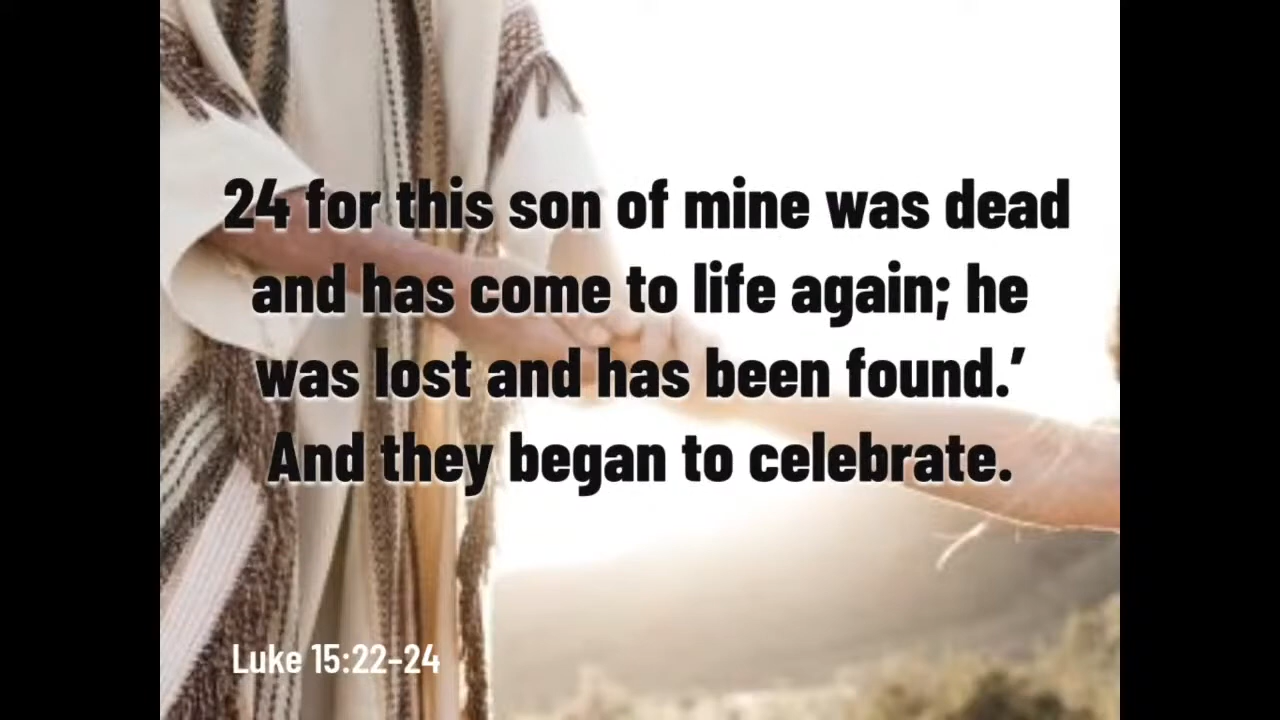 24 for this son of mine was dead
and has come to life again; he
was lost and has been found.’
And they began to celebrate.
Luke 15:22–24